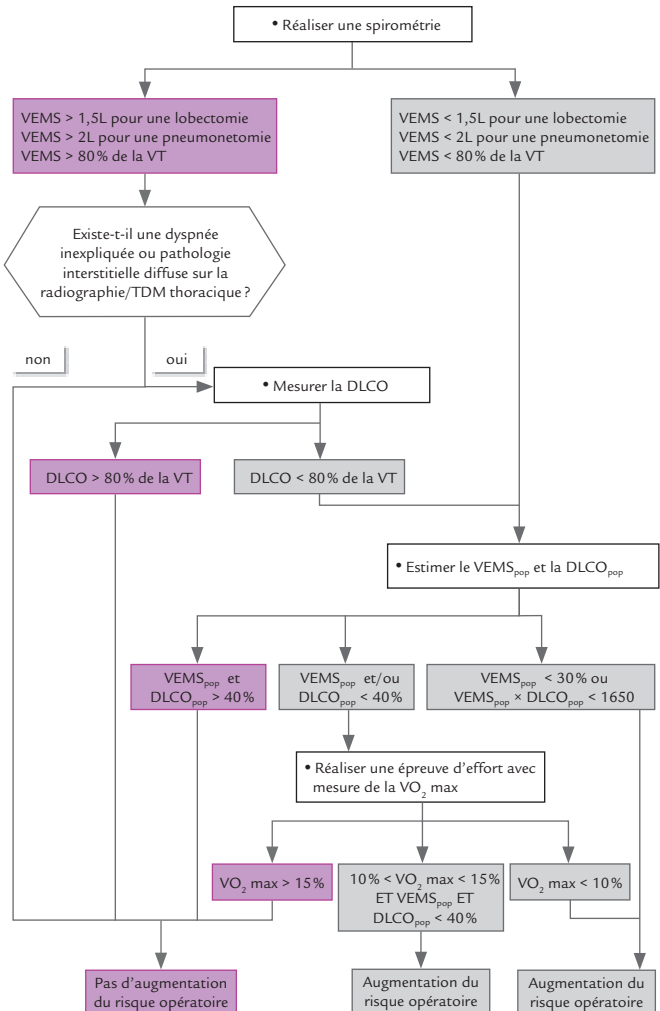 • Réaliser une spirométrie
VEMS > 1,5L pour une lobectomie
VEMS > 2L pour une pneumonetomie
VEMS > 80% de la VT
VEMS < 1,5L pour une lobectomie
VEMS < 2L pour une pneumonetomie
VEMS < 80% de la VT
Existe-t-il une dyspnée
inexpliquée ou pathologie
interstitielle diffuse sur la
radiographie/TDM thoracique ?
non
oui
• Mesurer la DLCO
DLCO > 80% de la VT
DLCO < 80% de la VT
• Estimer le VEMSpop et la DLCOpop
VEMSpop et
DLCOpop > 40%
VEMSpop et/ou
DLCOpop < 40%
VEMSpop < 30% ou
VEMSpop × DLCOpop < 1650
• Réaliser une épreuve d'effort avec
mesure de la VO2 max
VO2 max > 15%
10% < VO2 max < 15%
ET VEMSpop ET
DLCOpop < 40%
VO2 max < 10%
Pas d'augmentation
du risque opératoire
Augmentation du
risque opératoire
Augmentation du
risque opératoire